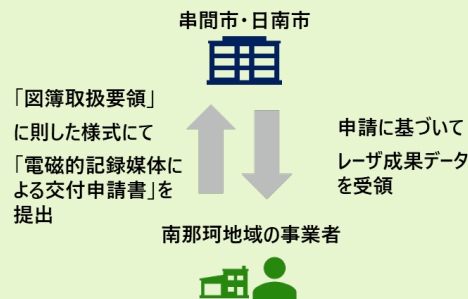 串間市・日南市
「図簿取扱要領」
に則した様式にて
「電磁的記録媒体に
よる交付申請書」を
提出
申請に基づいて
レーザ成果データ
を受領
南那珂地域の事業者